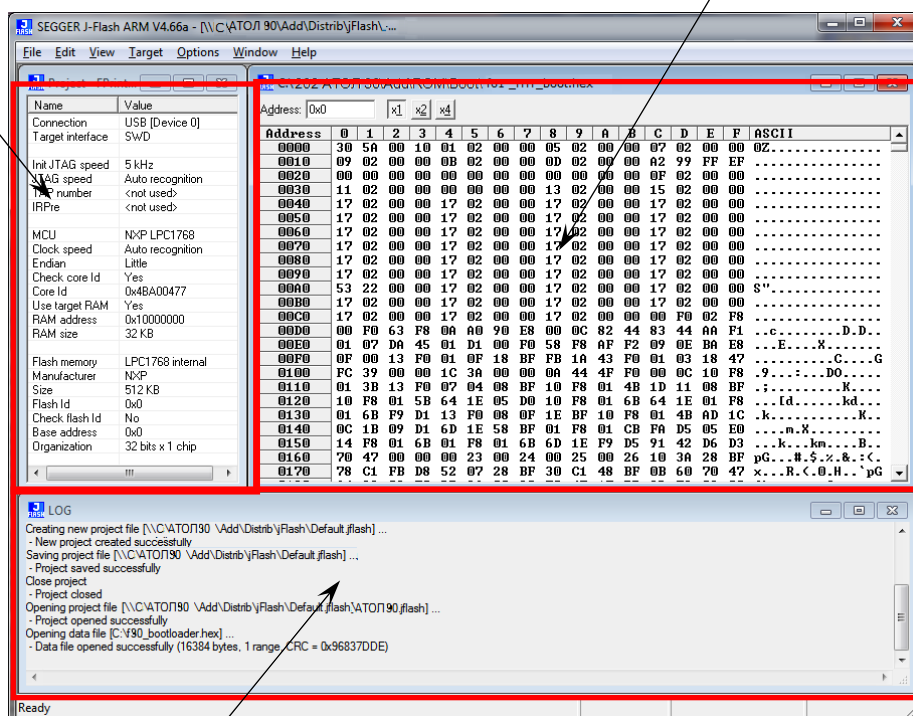 SEGGER J-Flash ARM V4.66a - [\\C\АТОЛ 90\Add\Distrib\jFlash\...
File Edit View Target Options Window Help
Name Value
Connection USB [Device 0]
Target interface SWD
Init JTAG speed 5 kHz
JTAG speed Auto recognition
TAP number <not used>
IRPre <not used>
MCU NXP LPC1768
Clock speed Auto recognition
Endian Little
Check core Id Yes
Core Id 0x4BA00477
Use target RAM Yes
RAM address 0x10000000
RAM size 32 KB
Flash memory LPC1768 internal
Manufacturer NXP
Size 512 KB
Flash Id 0x0
Check flash Id No
Base address 0x0
Organization 32 bits x 1 chip
Address: 0x0 x1 x2 x4
Address 0 1 2 3 4 5 6 7 8 9 A B C D E F ASCII
0000 30 5A 00 10 01 02 00 00 05 02 00 00 07 02 00 00 0Z..............
0010 09 02 00 00 0B 02 00 00 0D 02 00 00 A2 99 FF EF ................
0020 00 00 00 00 00 00 00 00 00 00 00 00 0F 02 00 00 ................
0030 11 02 00 00 00 00 00 00 13 02 00 00 15 02 00 00 ................
0040 17 02 00 00 17 02 00 00 17 02 00 00 17 02 00 00 ................
0050 17 02 00 00 17 02 00 00 17 02 00 00 17 02 00 00 ................
0060 17 02 00 00 17 02 00 00 17 02 00 00 17 02 00 00 ................
0070 17 02 00 00 17 02 00 00 17 02 00 00 17 02 00 00 ................
0080 17 02 00 00 17 02 00 00 17 02 00 00 17 02 00 00 ................
0090 17 02 00 00 17 02 00 00 17 02 00 00 17 02 00 00 ................
00A0 53 22 00 00 17 02 00 00 17 02 00 00 17 02 00 00 S"..............
00B0 17 02 00 00 17 02 00 00 17 02 00 00 17 02 00 00 ................
00C0 17 02 00 00 17 02 00 00 17 02 00 00 00 F0 02 F8 ................
00D0 00 F0 63 F8 0A A0 90 E8 00 0C 82 44 83 44 AA F1 ..c........D.D..
00E0 01 07 DA 45 01 D1 00 F0 58 F8 AF F2 09 0E BA E8 ...E....X.......
00F0 0F 00 13 F0 01 0F 18 BF FB 1A 43 F0 01 03 18 47 ..........C....G
0100 FC 39 00 00 1C 3A 00 00 0A 44 4F F0 00 0C 10 F8 .9...:...DO.....
0110 01 3B 13 F0 07 04 08 BF 10 F8 01 4B 1D 11 08 BF .;.........K....
0120 10 F8 01 5B 64 1E 05 D0 10 F8 01 6B 64 1E 01 F8 ...[d......kd...
0130 01 6B F9 D1 13 F0 08 0F 1E BF 10 F8 01 4B AD 1C .k...........K..
0140 0C 1B 09 D1 6D 1E 58 BF 01 F8 01 CB FA D5 05 E0 ....m.X.........
0150 14 F8 01 6B 01 F8 01 6B 6D 1E F9 D5 91 42 D6 D3 ...k...km....B..
0160 70 47 00 00 00 23 00 24 00 25 00 26 10 3A 28 BF pG...#.$.%.&.:(.
0170 78 C1 FB D8 52 07 28 BF 30 C1 48 BF 0B 60 70 47 x...R.(.0.H..`pG
LOG
Creating new project file [\\C\АТОЛ90 \Add\Distrib\jFlash\Default.jflash] ...
- New project created successfully
Saving project file [\\C\АТОЛ90 \Add\Distrib\jFlash\Default.jflash] ...
- Project saved successfully
Close project
- Project closed
Opening project file [\\C\АТОЛ90 \Add\Distrib\jFlash\Default.jflash\АТОЛ 90.jflash] ...
- Project opened successfully
Opening data file [C:\f90_bootloader.hex] ...
- Data file opened successfully (16384 bytes, 1 range, CRC = 0x96837DDE)
Ready